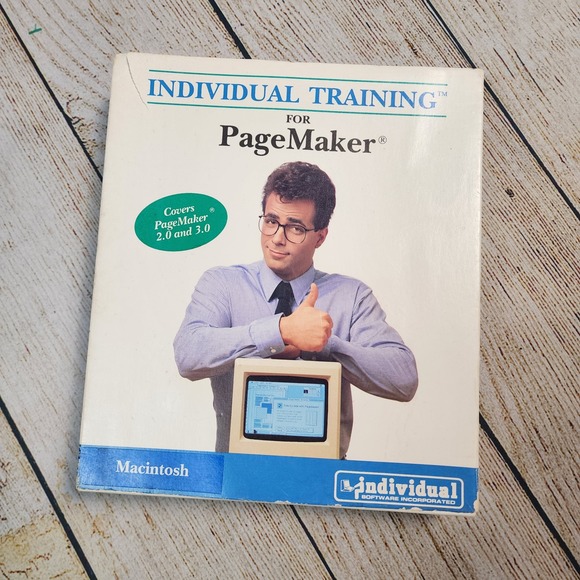 INDIVIDUAL TRAINING™
FOR
PageMaker®
Covers
PageMaker®
2.0 and 3.0
Macintosh
individual
SOFTWARE INCORPORATED